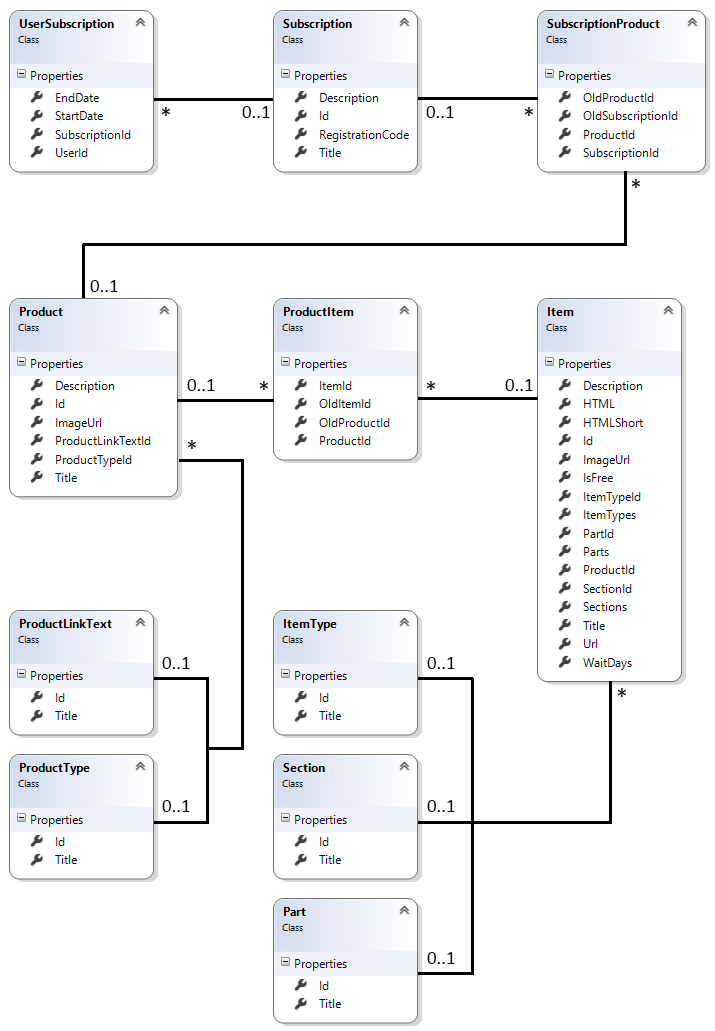 UserSubscription
Class
Properties
EndDate
StartDate
SubscriptionId
UserId
*
0..1
Subscription
Class
Properties
Description
Id
RegistrationCode
Title
0..1
*
SubscriptionProduct
Class
Properties
OldProductId
OldSubscriptionId
ProductId
SubscriptionId
*
0..1
Product
Class
Properties
Description
Id
ImageUrl
ProductLinkTextId
ProductTypeId
Title
0..1
*
*
ProductItem
Class
Properties
ItemId
OldItemId
OldProductId
ProductId
*
0..1
Item
Class
Properties
Description
HTML
HTMLShort
Id
ImageUrl
IsFree
ItemTypeId
ItemTypes
PartId
Parts
ProductId
SectionId
Sections
Title
Url
WaitDays
*
ProductLinkText
Class
Properties
Id
Title
0..1
ItemType
Class
Properties
Id
Title
0..1
ProductType
Class
Properties
Id
Title
0..1
Section
Class
Properties
Id
Title
0..1
Part
Class
Properties
Id
Title
0..1